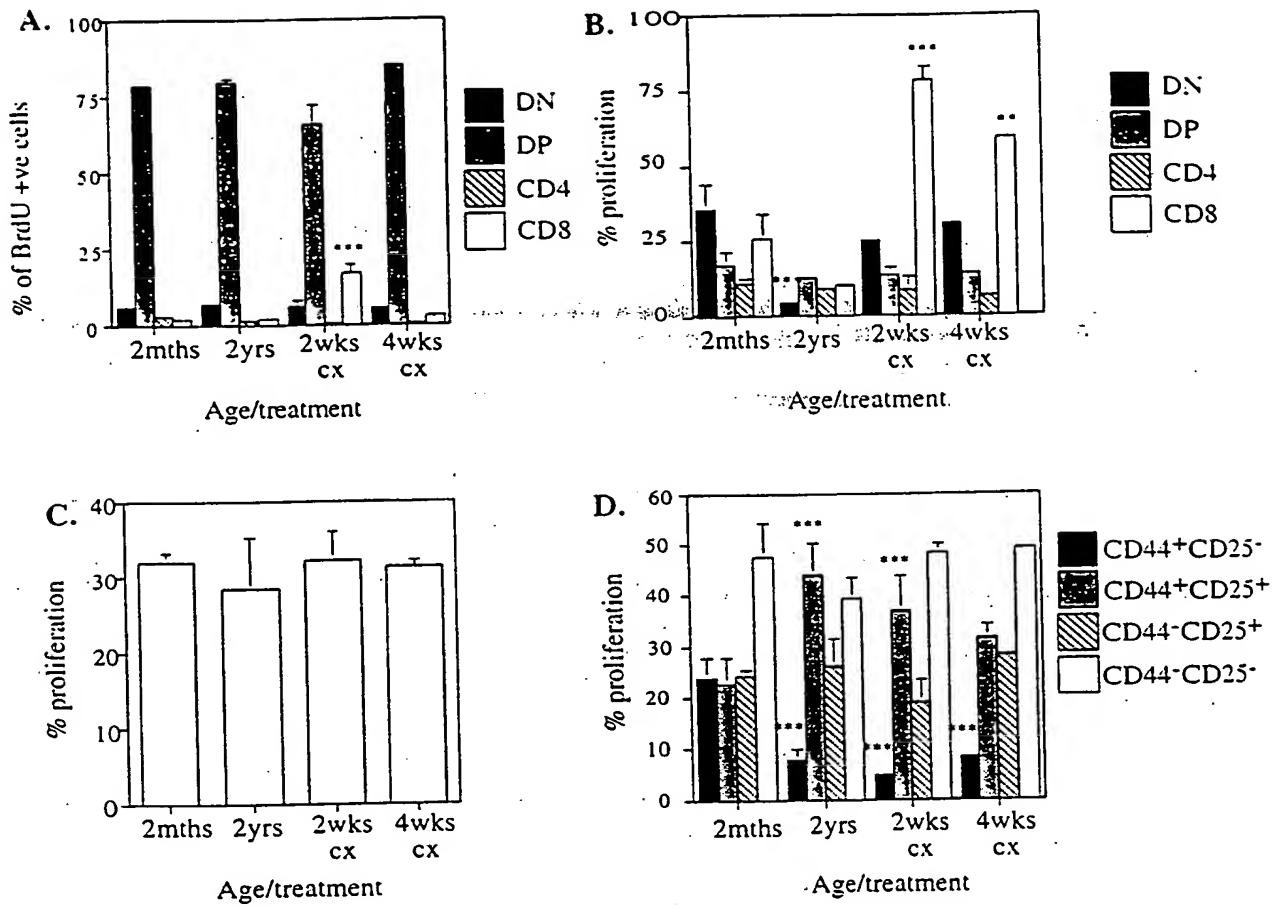 A.
100
75
50
25
0
% of BrdU +ve cells
2mths 2yrs 2wks cx 4wks cx
Age/treatment
***
DN
DP
CD4
CD8
B.
100
75
50
25
0
% proliferation
2mths 2yrs 2wks cx 4wks cx
Age/treatment
***
***
**
DN
DP
CD4
CD8
C.
40
30
20
10
0
% proliferation
2mths 2yrs 2wks cx 4wks cx
Age/treatment
D.
60
50
40
30
20
10
0
% proliferation
2mths 2yrs 2wks cx 4wks cx
Age/treatment
***
***
***
***
***
CD44⁺CD25⁻
CD44⁺CD25⁺
CD44⁻CD25⁺
CD44⁻CD25⁻